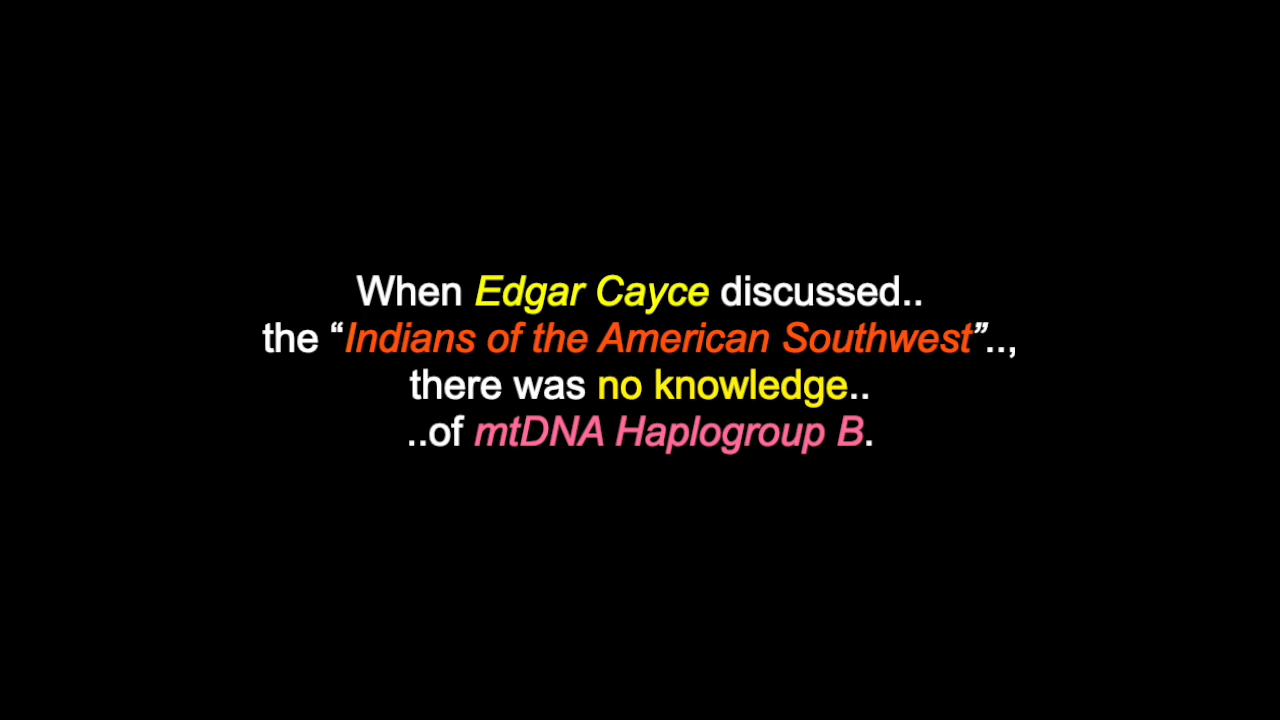 When Edgar Cayce discussed..
the “Indians of the American Southwest”..,
there was no knowledge..
..of mtDNA Haplogroup B.